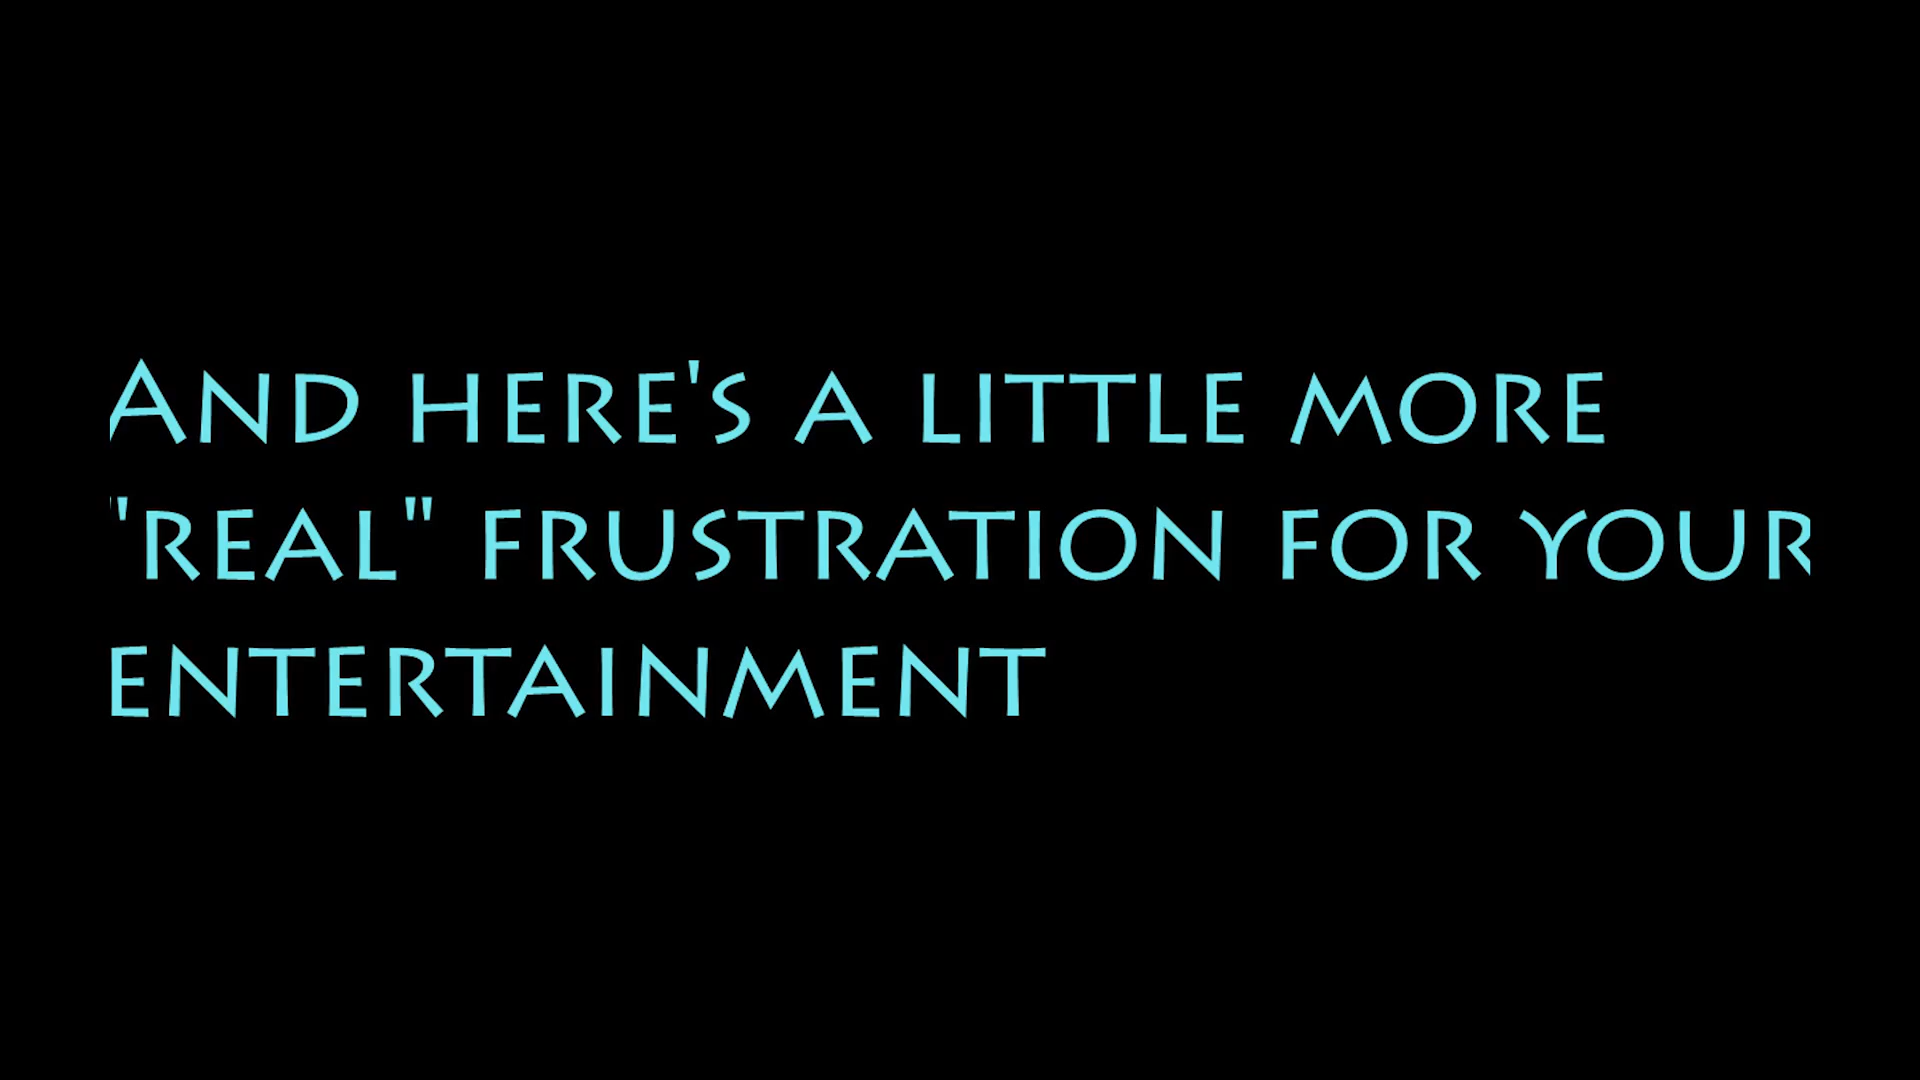 And here's a little more
"real" frustration for your
entertainment